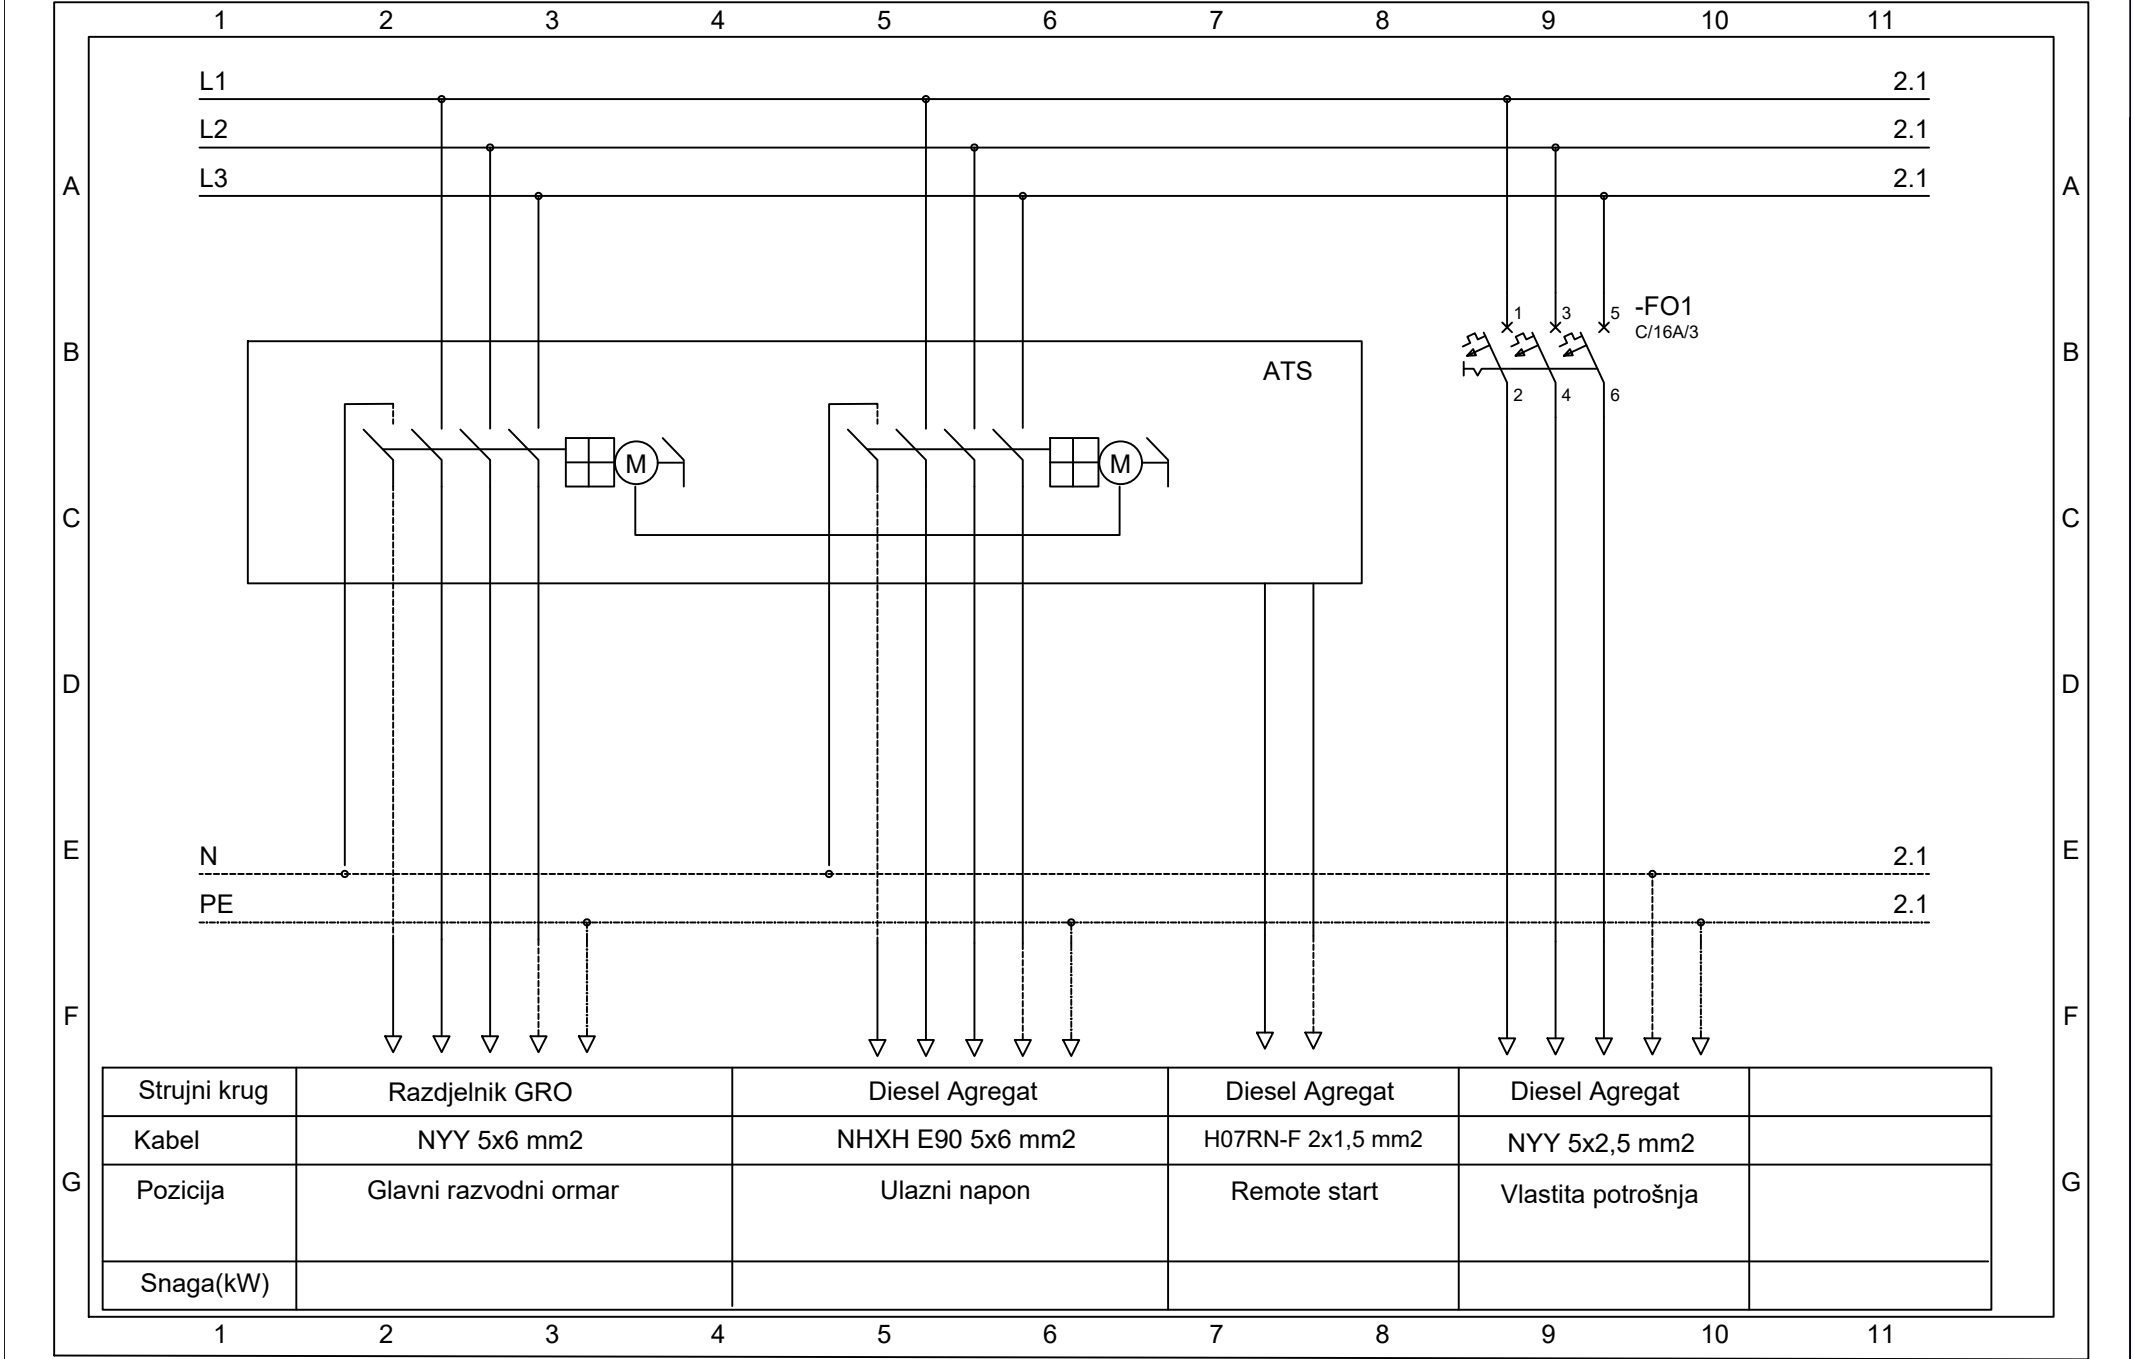 1 2 3 4 5 6 7 8 9 10 11
L1 2.1
L2 2.1
L3 2.1
A A
1 3 5 -FO1
C/16A/3
B B
ATS
2 4 6
M M
C C
D D
E E
N 2.1
PE 2.1
F F
Strujni krug Razdjelnik GRO Diesel Agregat Diesel Agregat Diesel Agregat
Kabel NYY 5x6 mm2 NHXH E90 5x6 mm2 H07RN-F 2x1,5 mm2 NYY 5x2,5 mm2
G G
Pozicija Glavni razvodni ormar Ulazni napon Remote start Vlastita potrošnja
Snaga(kW)
1 2 3 4 5 6 7 8 9 10 11